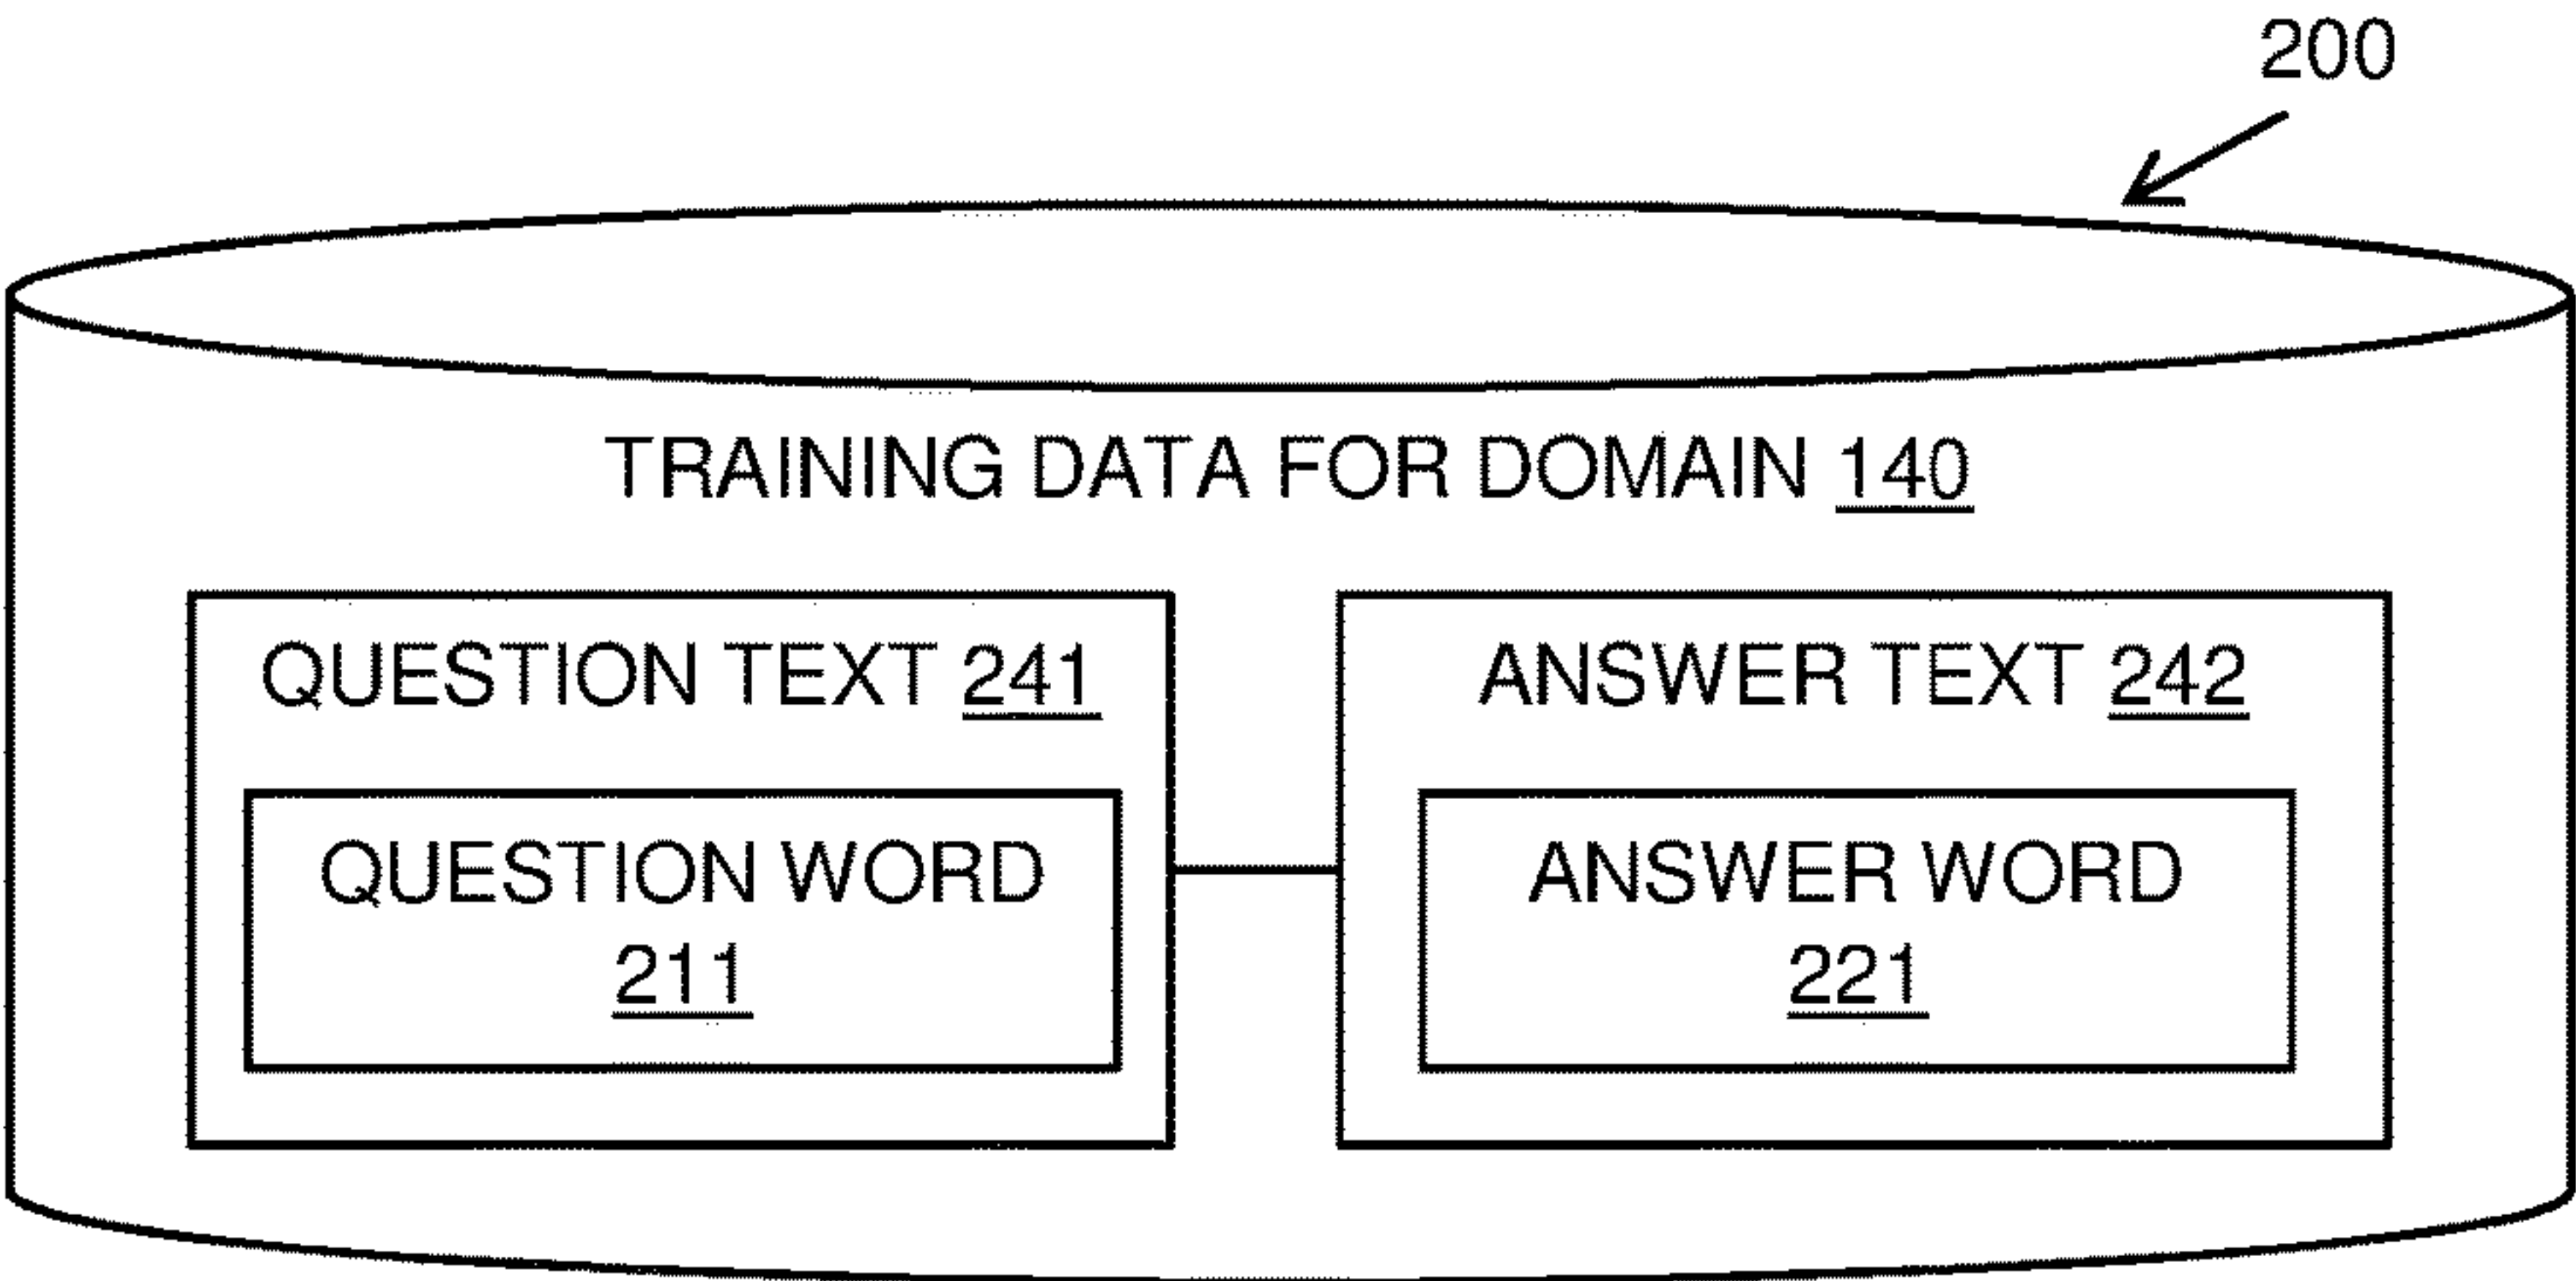 200
TRAINING DATA FOR DOMAIN 140
QUESTION TEXT 241
QUESTION WORD
211
ANSWER TEXT 242
ANSWER WORD
221